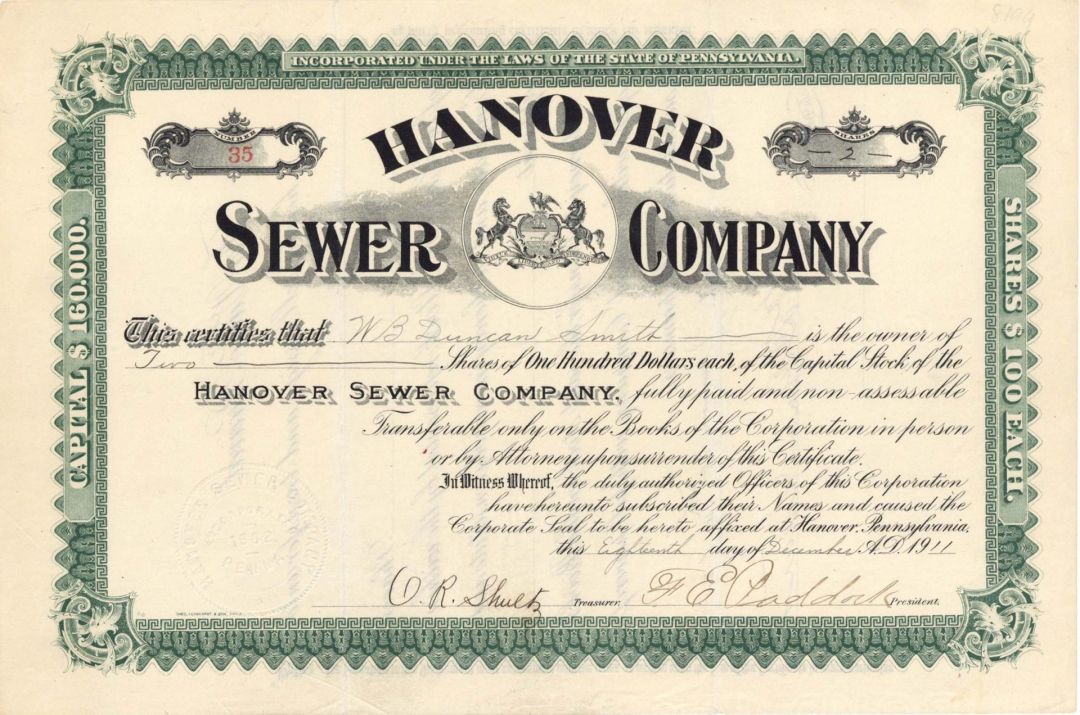 8199
INCORPORATED UNDER THE LAWS OF THE STATE OF PENNSYLVANIA.
NUMBER
35
SHARES
— 2 —
HANOVER
SEWER COMPANY
CAPITAL $ 160.000.
SHARES $ 100 EACH.
This certifies that W B Duncan Smith is the owner of
Two Shares of One Hundred Dollars each, of the Capital Stock of the
HANOVER SEWER COMPANY, fully paid and non-assessable
Transferable only on the Books of the Corporation in person
or by Attorney upon surrender of this Certificate.
In Witness Whereof, the duly authorized Officers of this Corporation
have hereunto subscribed their Names and caused the
Corporate Seal to be hereto affixed at Hanover, Pennsylvania,
this Eighteenth day of December A.D. 1911
O. R. Shultz Treasurer. F E Paddock President.
HANOVER SEWER COMPANY